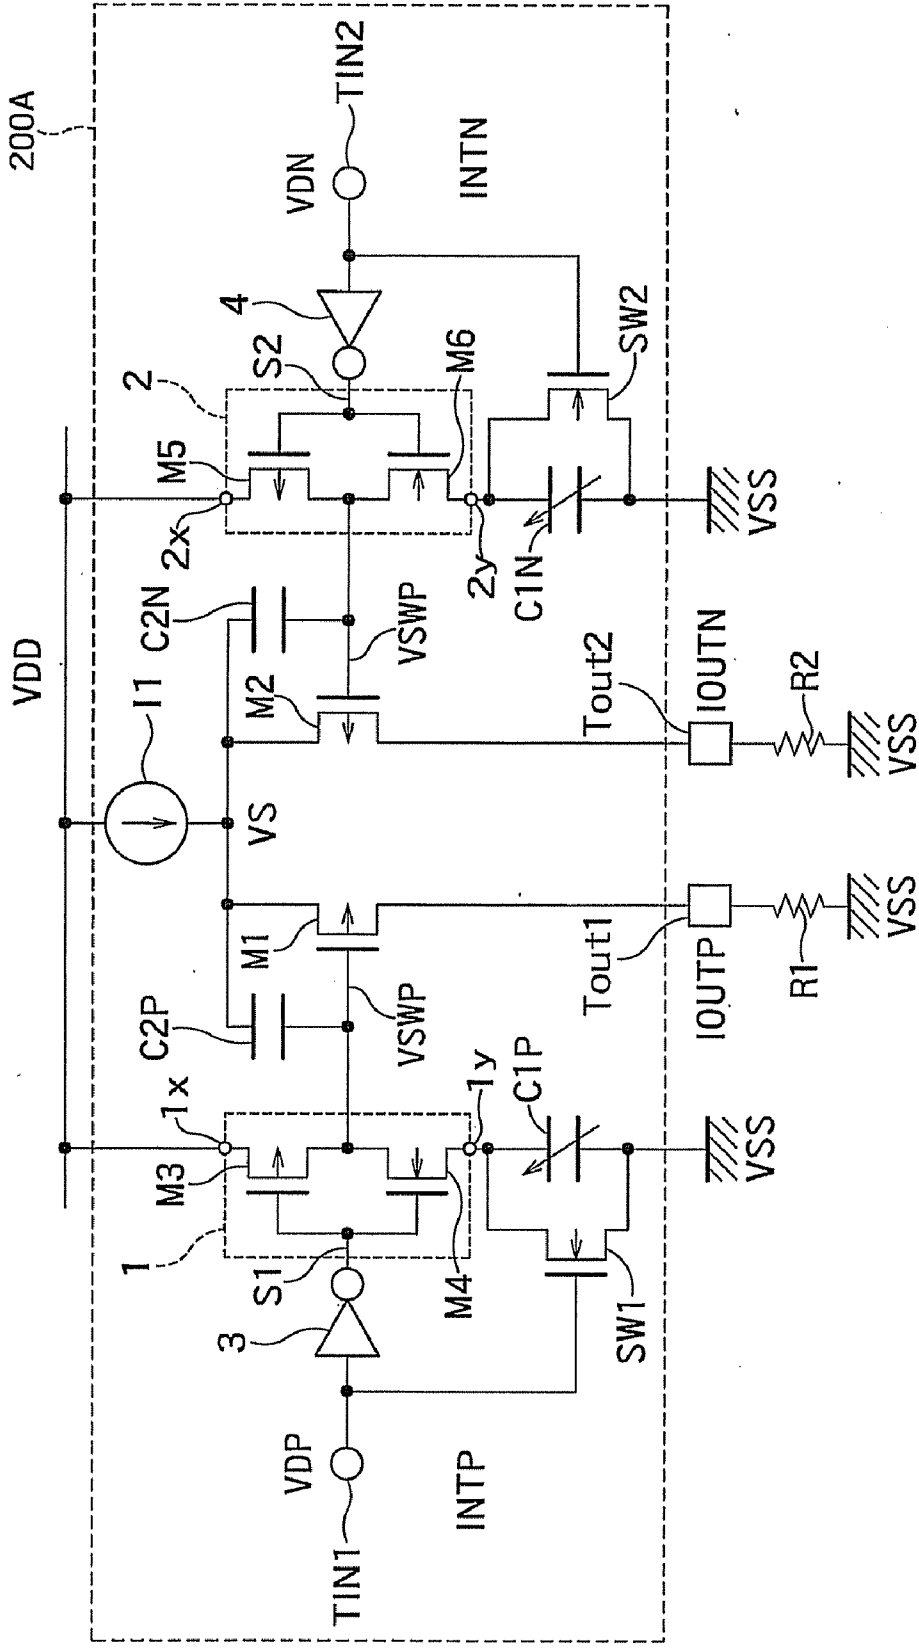 200A
VDD
I1
VS
C2P
C2N
M1
M2
VSWP
VSWP
1
1x
M3
S1
M4
1y
3
VDP
TIN1
INTP
C1P
SW1
VSS
2
2x
M5
S2
M6
2y
4
VDN
TIN2
INTN
C1N
SW2
VSS
Tout1
IOUTP
R1
VSS
Tout2
IOUTN
R2
VSS